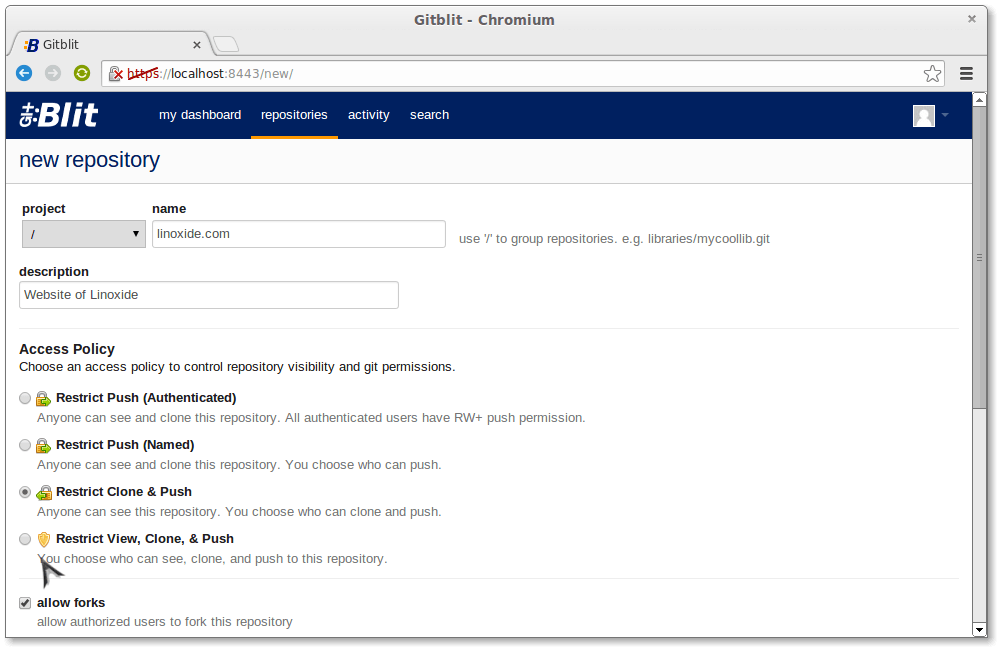 Gitblit - Chromium
Gitblit
https://localhost:8443/new/
git:Blit
my dashboard repositories activity search
new repository
project name
/ linoxide.com use '/' to group repositories. e.g. libraries/mycoollib.git
description
Website of Linoxide
Access Policy
Choose an access policy to control repository visibility and git permissions.
Restrict Push (Authenticated)
Anyone can see and clone this repository. All authenticated users have RW+ push permission.
Restrict Push (Named)
Anyone can see and clone this repository. You choose who can push.
Restrict Clone & Push
Anyone can see this repository. You choose who can clone and push.
Restrict View, Clone, & Push
You choose who can see, clone, and push to this repository.
allow forks
allow authorized users to fork this repository